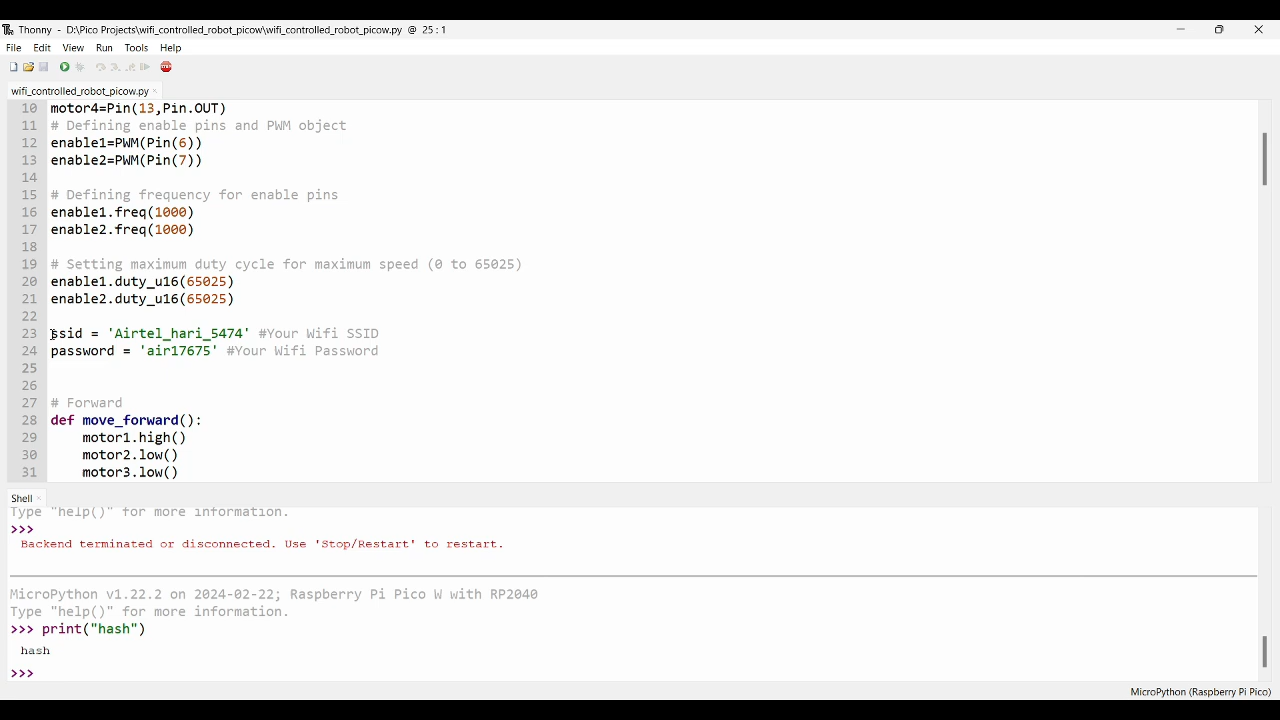 Thonny - D:\Pico Projects\wifi_controlled_robot_picow\wifi_controlled_robot_picow.py @ 25 : 1
File Edit View Run Tools Help
wifi_controlled_robot_picow.py ×
10 motor4=Pin(13,Pin.OUT)
11 # Defining enable pins and PWM object
12 enable1=PWM(Pin(6))
13 enable2=PWM(Pin(7))
14
15 # Defining frequency for enable pins
16 enable1.freq(1000)
17 enable2.freq(1000)
18
19 # Setting maximum duty cycle for maximum speed (0 to 65025)
20 enable1.duty_u16(65025)
21 enable2.duty_u16(65025)
22
23 ssid = 'Airtel_hari_5474' #Your Wifi SSID
24 password = 'air17675' #Your Wifi Password
25
26
27 # Forward
28 def move_forward():
29 motor1.high()
30 motor2.low()
31 motor3.low()
Shell ×
Type "help()" for more information.
>>>
Backend terminated or disconnected. Use 'Stop/Restart' to restart.
MicroPython v1.22.2 on 2024-02-22; Raspberry Pi Pico W with RP2040
Type "help()" for more information.
>>> print("hash")
hash
>>>
MicroPython (Raspberry Pi Pico)